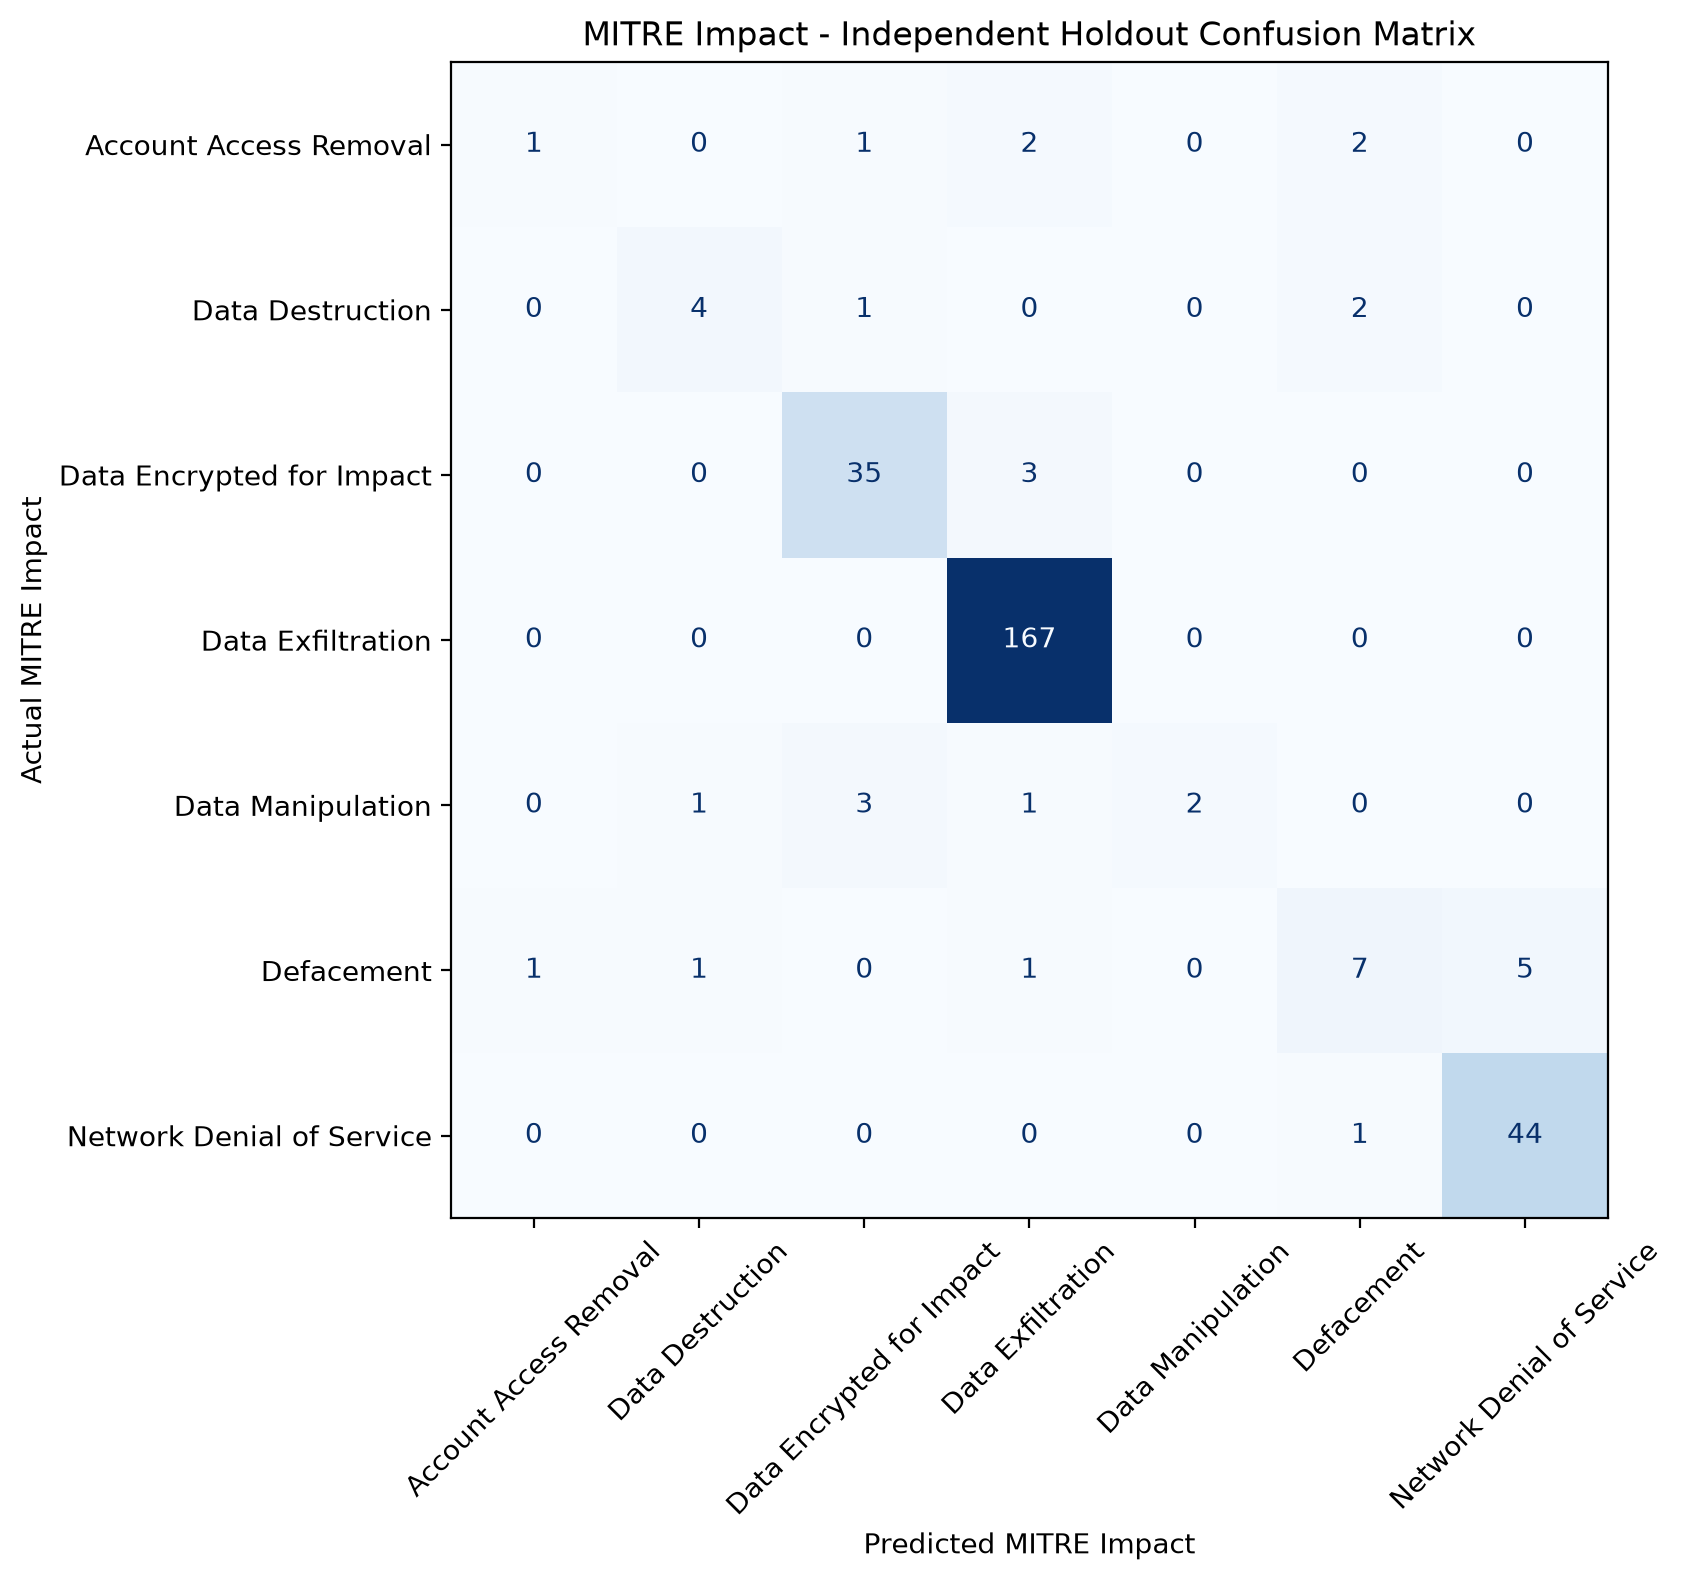 MITRE Impact - Independent Holdout Confusion Matrix
Actual MITRE Impact
Account Access Removal 1 0 1 2 0 2 0
Data Destruction 0 4 1 0 0 2 0
Data Encrypted for Impact 0 0 35 3 0 0 0
Data Exfiltration 0 0 0 167 0 0 0
Data Manipulation 0 1 3 1 2 0 0
Defacement 1 1 0 1 0 7 5
Network Denial of Service 0 0 0 0 0 1 44
Account Access Removal
Data Destruction
Data Encrypted for Impact
Data Exfiltration
Data Manipulation
Defacement
Network Denial of Service
Predicted MITRE Impact